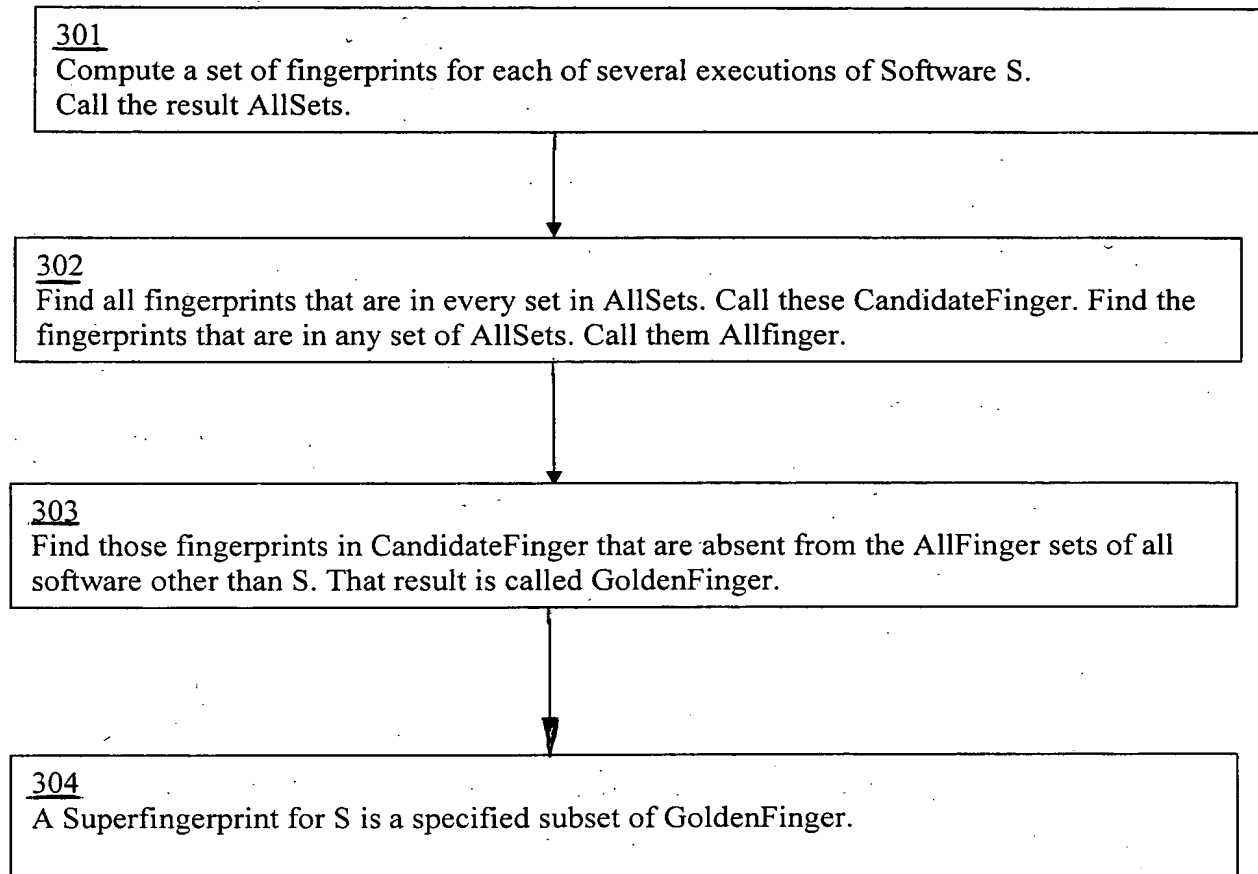 301
Compute a set of fingerprints for each of several executions of Software S.
Call the result AllSets.
302
Find all fingerprints that are in every set in AllSets. Call these CandidateFinger. Find the
fingerprints that are in any set of AllSets. Call them Allfinger.
303
Find those fingerprints in CandidateFinger that are absent from the AllFinger sets of all
software other than S. That result is called GoldenFinger.
304
A Superfingerprint for S is a specified subset of GoldenFinger.